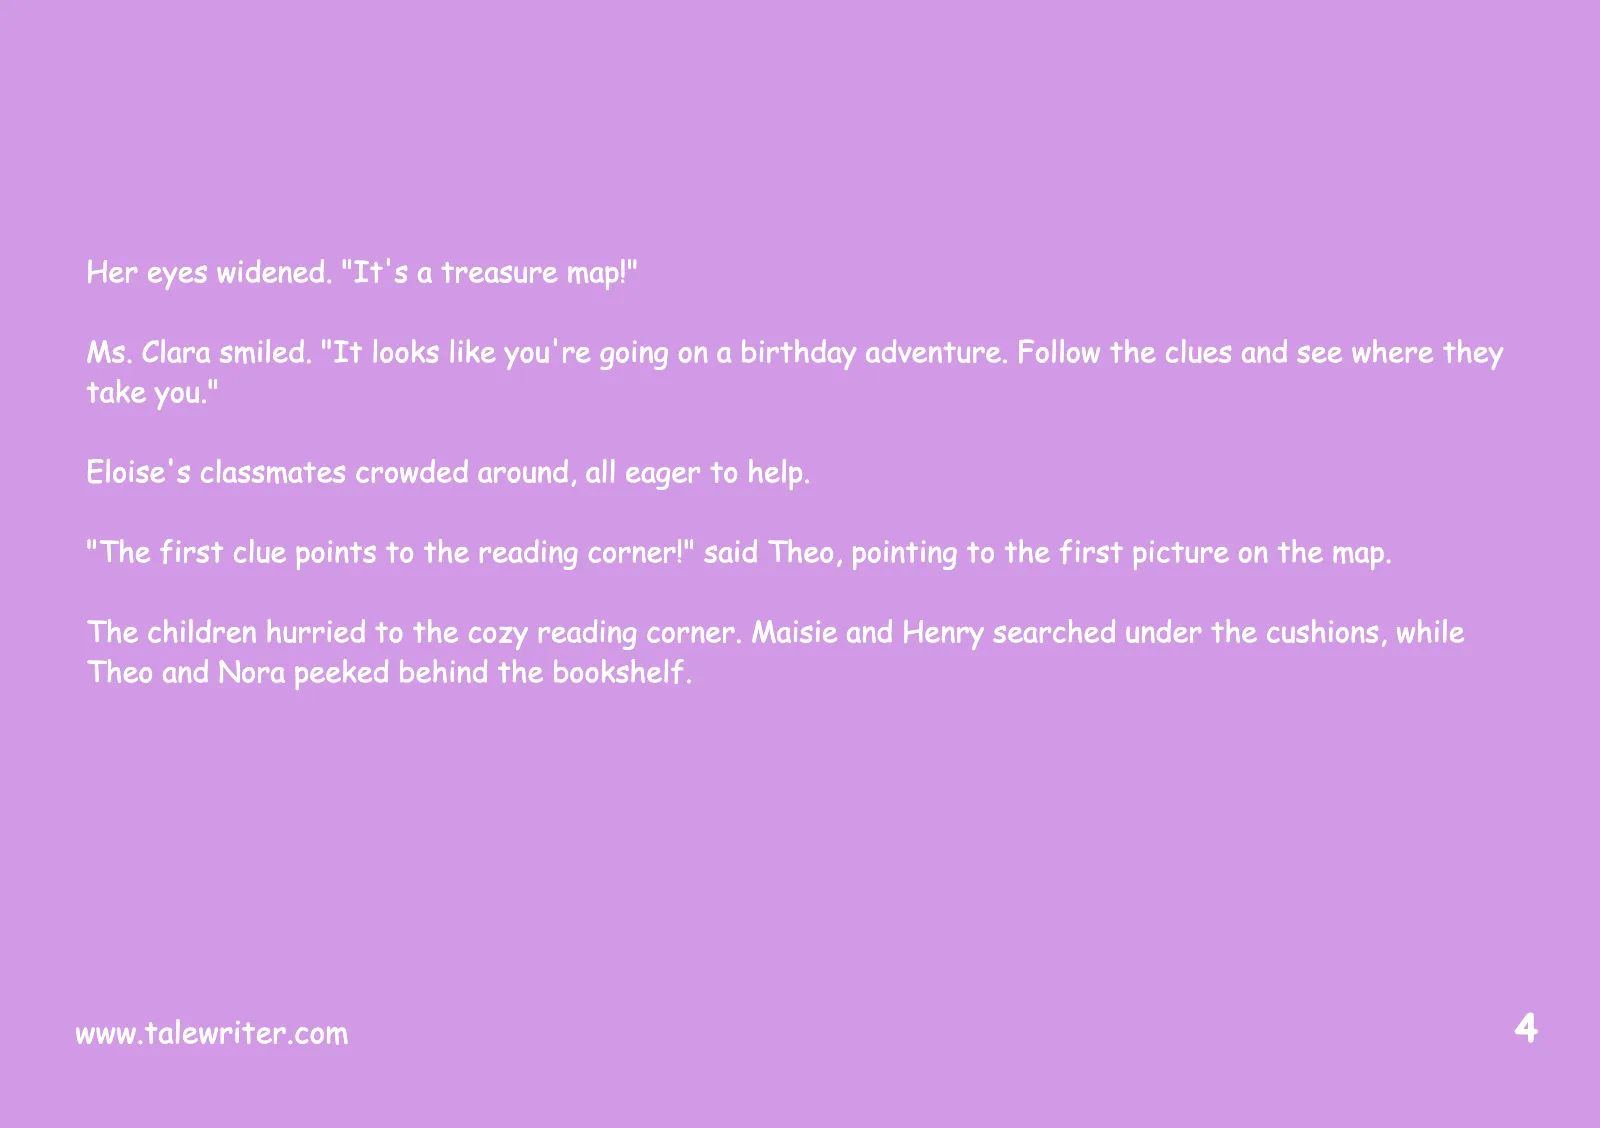 Her eyes widened. "It's a treasure map!"
Ms. Clara smiled. "It looks like you're going on a birthday adventure. Follow the clues and see where they
take you."
Eloise's classmates crowded around, all eager to help.
"The first clue points to the reading corner!" said Theo, pointing to the first picture on the map.
The children hurried to the cozy reading corner. Maisie and Henry searched under the cushions, while
Theo and Nora peeked behind the bookshelf.
www.talewriter.com
4